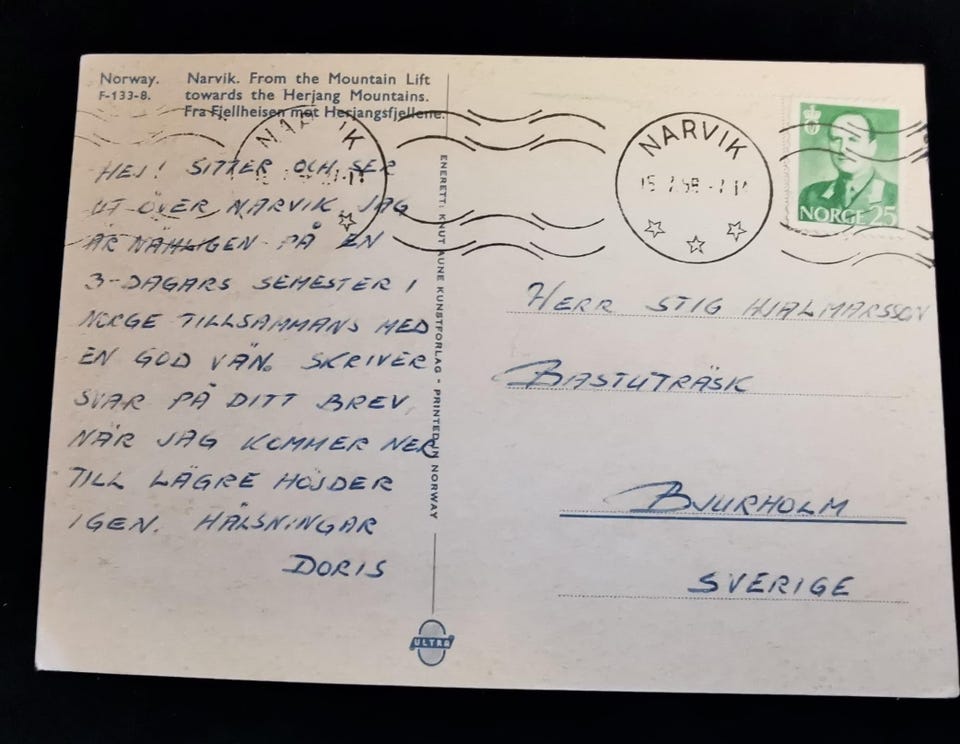 Norway. Narvik. From the Mountain Lift
F-133-8. towards the Herjang Mountains.
Fra Fjellheisen mot Herjangsfjellene.
HEJ! SITTER OCH SER
UT ÖVER NARVIK. JAG
ÄR NÄHLIGEN PÅ EN
3-DAGARS SEMESTER I
NORGE TILLSAMMANS MED
EN GOD VÄN. SKRIVER
SVAR PÅ DITT BREV
NÄR JAG KOMMER NER
TILL LÄGRE HÖJDER
IGEN. HÄLSNINGAR
DORIS
ENERETT: KNUT AUNE KUNSTFORLAG - PRINTED IN NORWAY
ULTRA
NARVIK
NARVIK
NORGE 25
HERR STIG HJALMARSSON
BASTUTRÄSK
BJURHOLM
SVERIGE